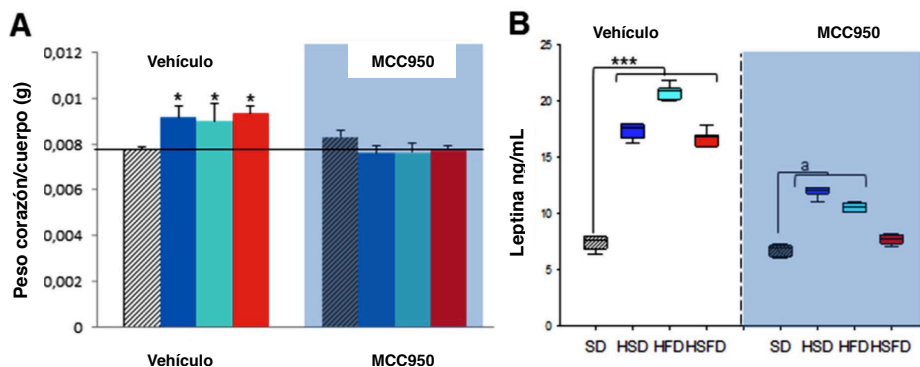 A
Peso corazón/cuerpo (g)
0,012
0,01
0,008
0,006
0,004
0,002
0
Vehículo
MCC950
* * *
Vehículo
MCC950
B
Leptina ng/mL
25
20
15
10
5
0
Vehículo
MCC950
***
a
SD HSD HFD HSFD
SD HSD HFD HSFD